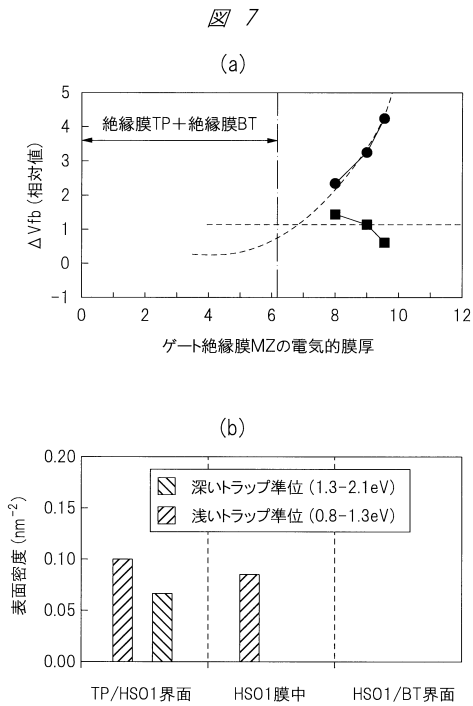 図 7
(a)
絶縁膜TP＋絶縁膜BT
ΔVfb (相対値)
5
4
3
2
1
0
-1
0 2 4 6 8 10 12
ゲート絶縁膜MZの電気的膜厚
(b)
表面密度 (nm⁻²)
0.20
0.15
0.10
0.05
0.00
深いトラップ準位 (1.3−2.1eV)
浅いトラップ準位 (0.8−1.3eV)
TP/HSO1界面 HSO1膜中 HSO1/BT界面